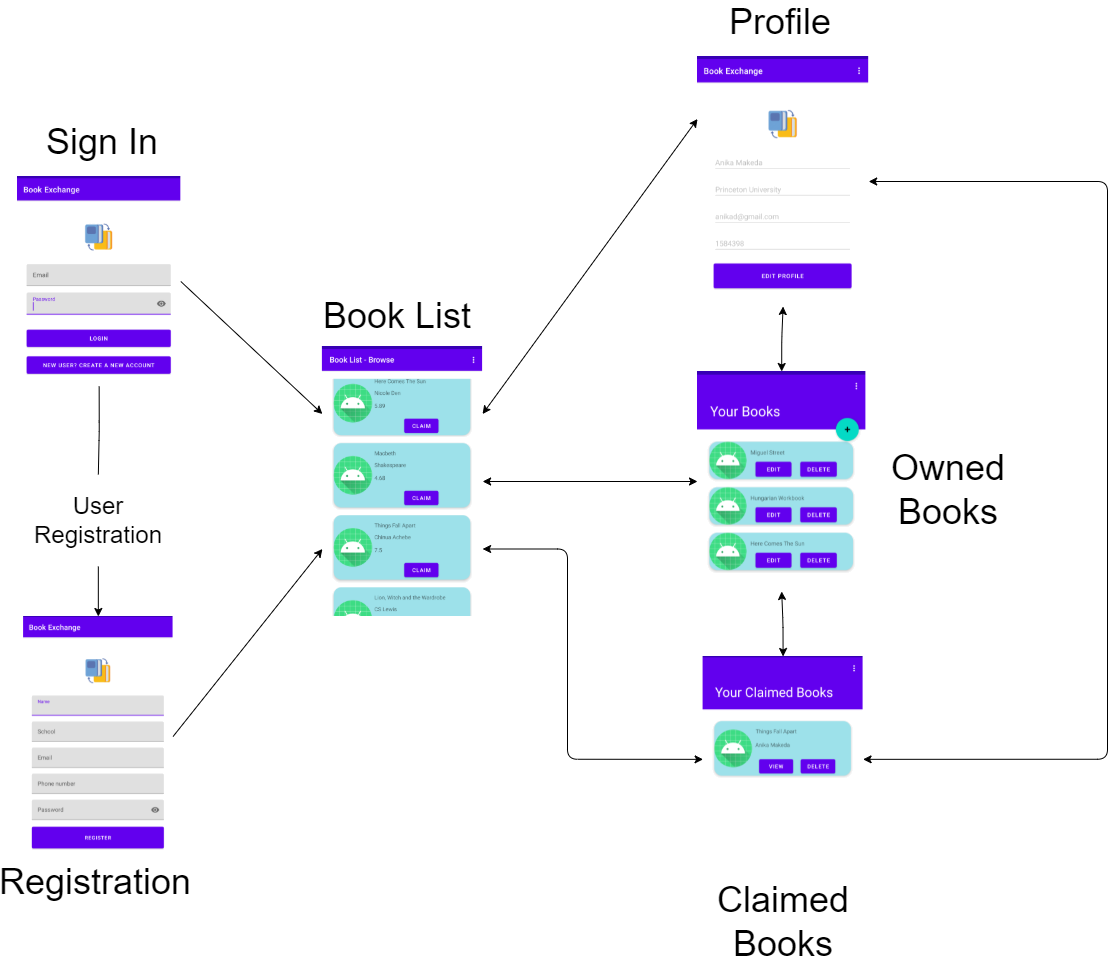 Profile
Book Exchange
Anika Makeda
Princeton University
anikad@gmail.com
1584398
EDIT PROFILE
Sign In
Book Exchange
Email
Password
LOGIN
NEW USER? CREATE A NEW ACCOUNT
User
Registration
Book Exchange
Name
School
Email
Phone number
Password
REGISTER
Registration
Book List
Book List - Browse
Here Comes The Sun
Nicole Den
5.89
CLAIM
Macbeth
Shakespeare
4.68
CLAIM
Things Fall Apart
Chinua Achebe
7.5
CLAIM
Lion, Witch and the Wardrobe
CS Lewis
Your Books
+
Miguel Street
EDIT
DELETE
Hungarian Workbook
EDIT
DELETE
Here Comes The Sun
EDIT
DELETE
Owned
Books
Your Claimed Books
Things Fall Apart
Anika Makeda
VIEW
DELETE
Claimed
Books